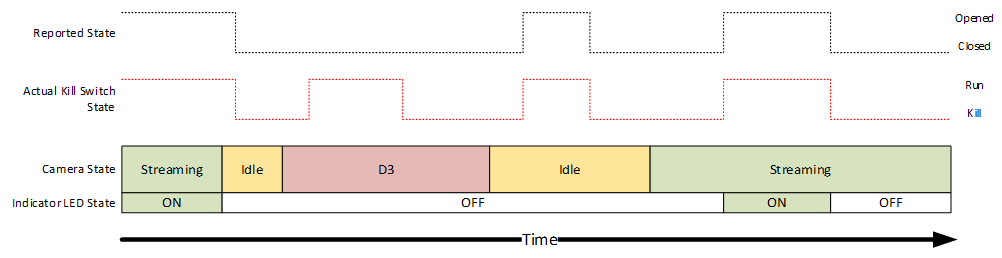 Reported State
Opened
Closed
Actual Kill Switch
State
Run
Kill
Camera State
Streaming
Idle
D3
Idle
Streaming
Indicator LED State
ON
OFF
ON
OFF
Time